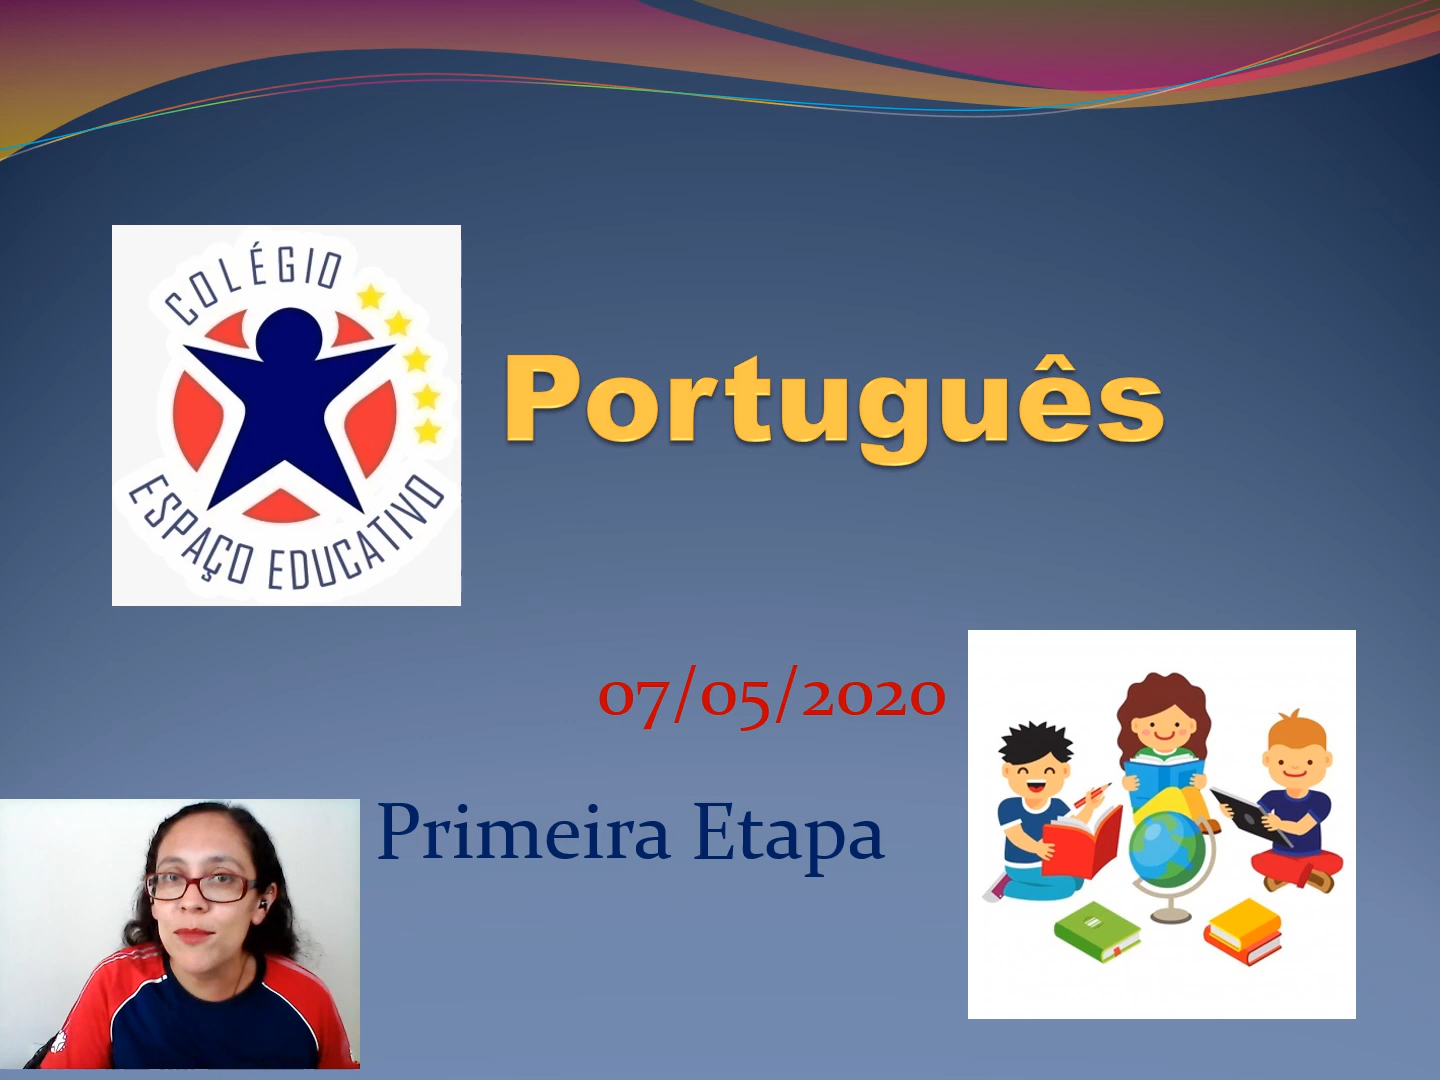 COLÉGIO
ESPAÇO EDUCATIVO
Português
07/05/2020
Primeira Etapa